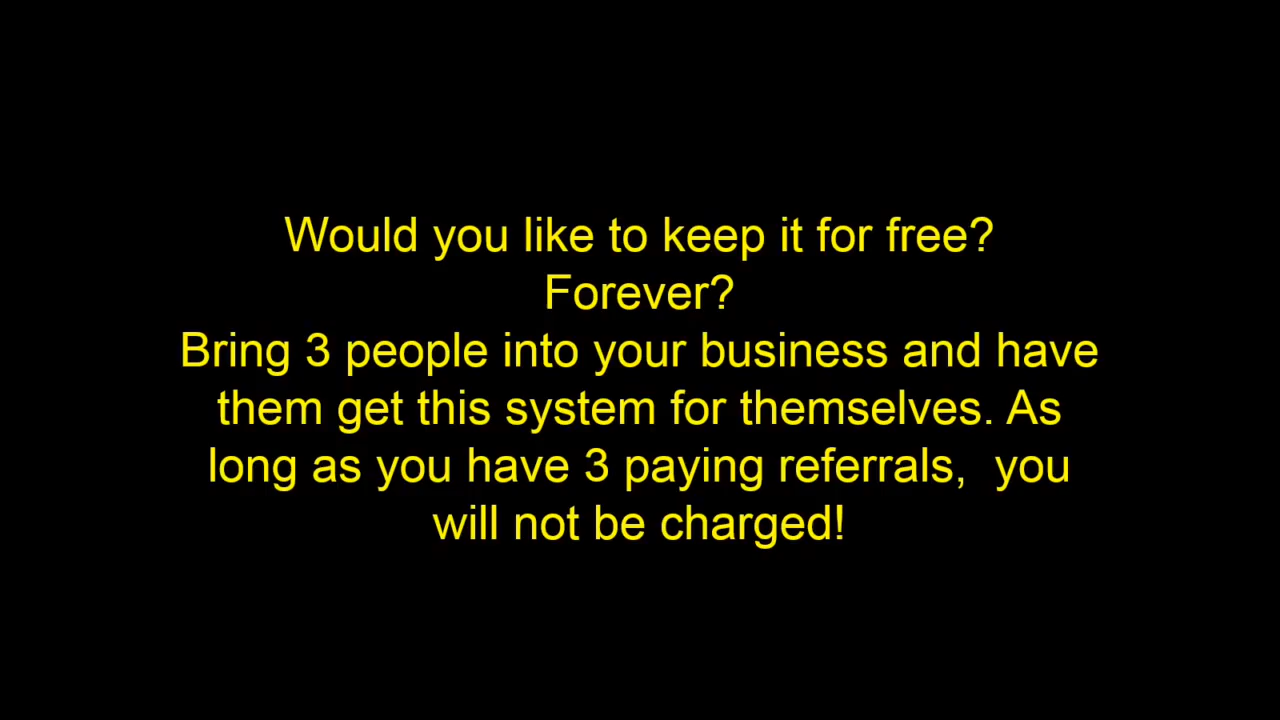 Would you like to keep it for free?
Forever?
Bring 3 people into your business and have
them get this system for themselves. As
long as you have 3 paying referrals,  you
will not be charged!